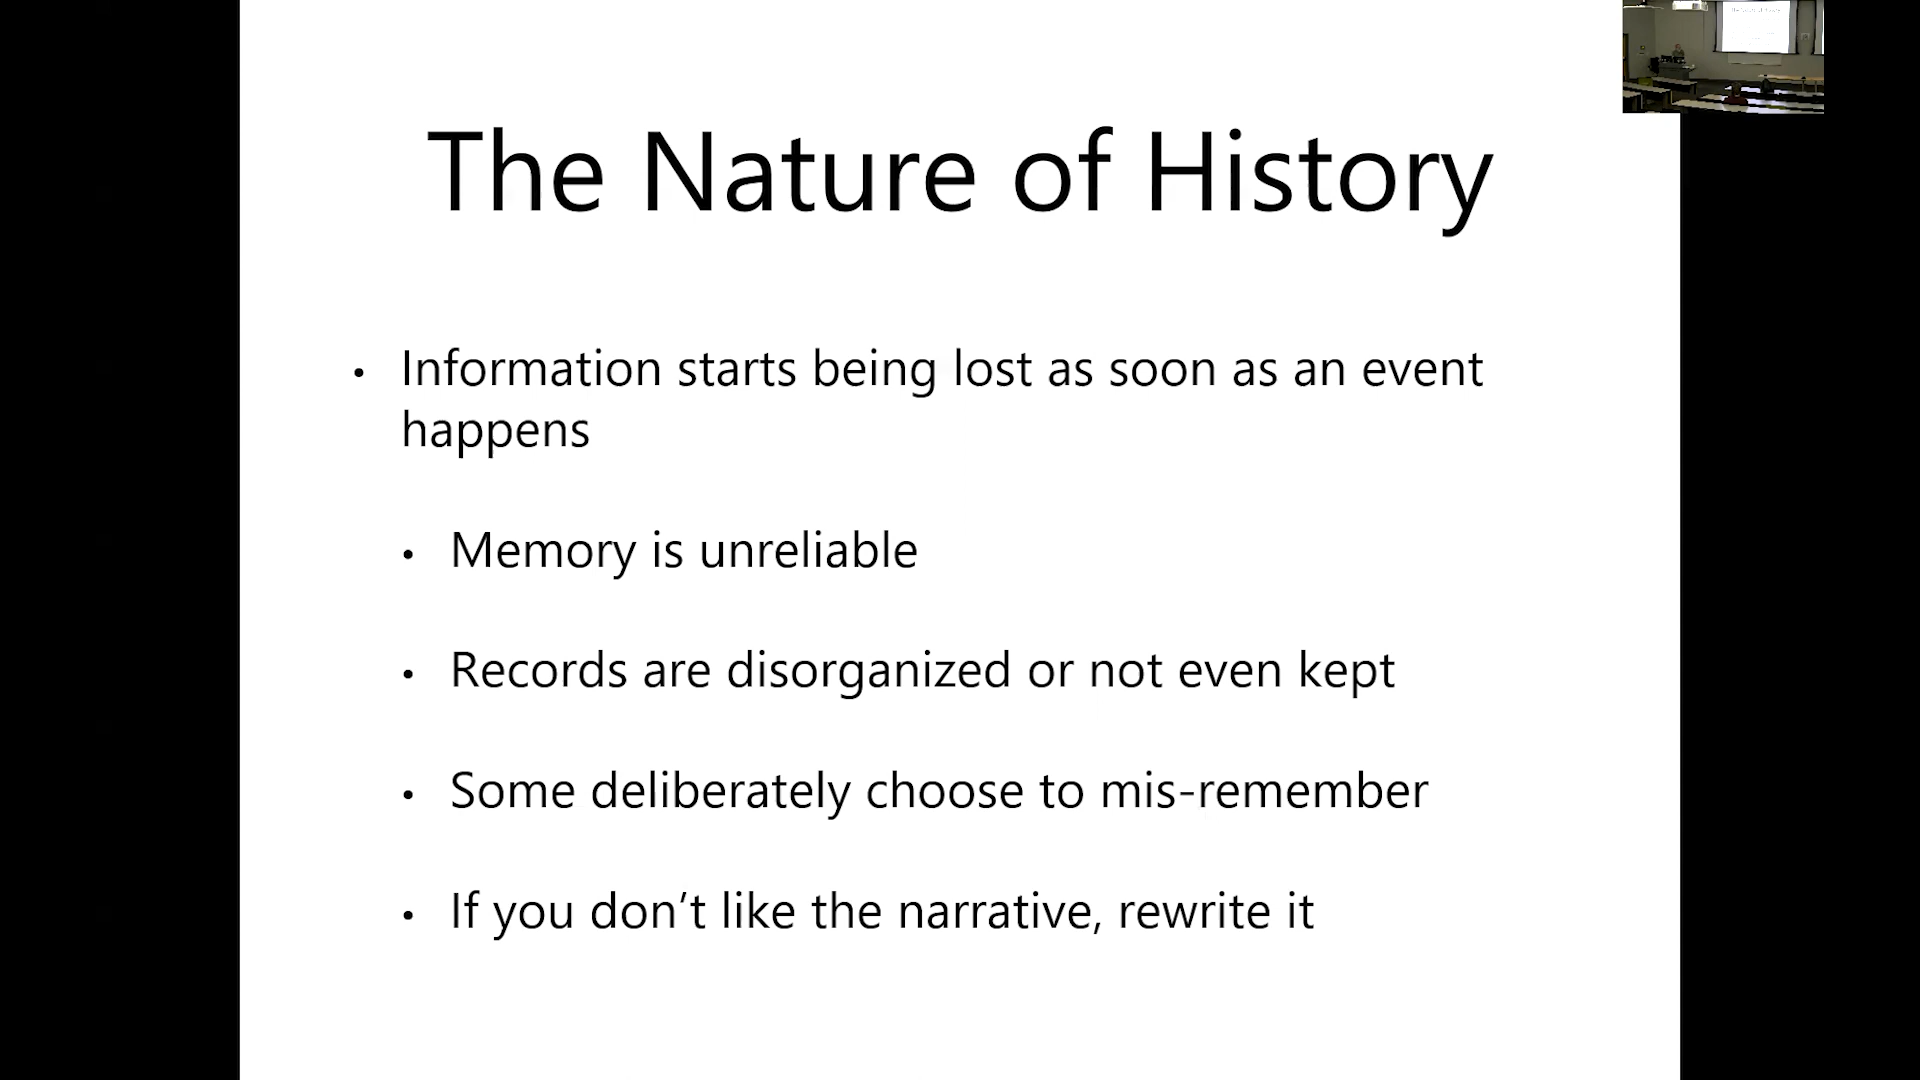 The Nature of History
• Information starts being lost as soon as an event
happens
• Memory is unreliable
• Records are disorganized or not even kept
• Some deliberately choose to mis-remember
• If you don’t like the narrative, rewrite it